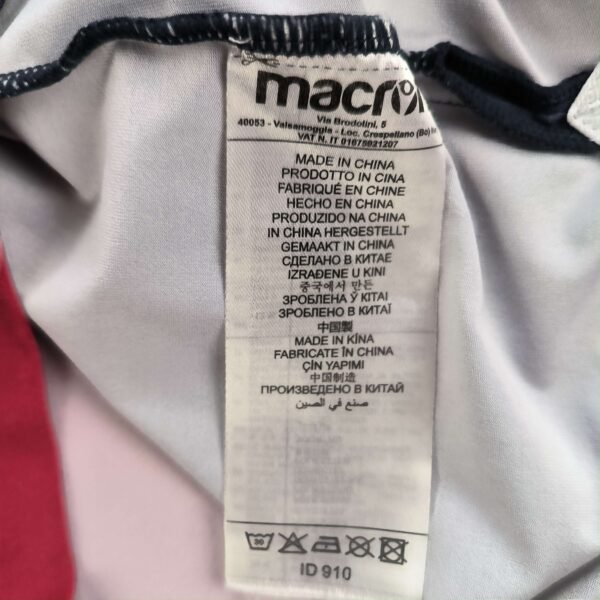 macron
Via Brodolini, 5
40053 - Valsamoggia - Loc. Crespellano (Bo)
VAT N. IT 01675021207
MADE IN CHINA
PRODOTTO IN CINA
FABRIQUÉ EN CHINE
HECHO EN CHINA
PRODUZIDO NA CHINA
IN CHINA HERGESTELLT
GEMAAKT IN CHINA
СДЕЛАНО В КИТАЕ
IZRAĐENE U KINI
중국에서 만든
ЗРОБЛЕНА Ў КІТАІ
ЗРОБЛЕНО В КИТАЇ
中国製
MADE IN KÍNA
FABRICATE ÎN CHINA
ÇİN YAPIMI
中国制造
ПРОИЗВЕДЕНО В КИТАЙ
صنع في الصين
30
ID 910